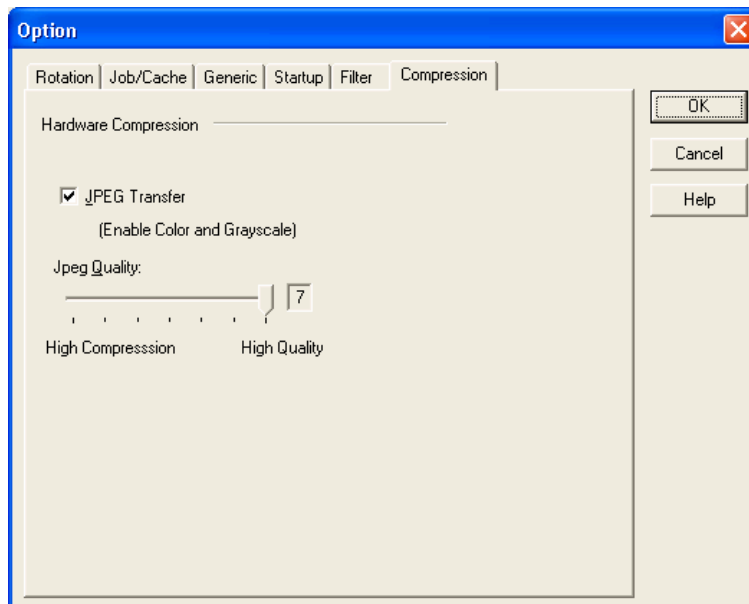 Option
Rotation Job/Cache Generic Startup Filter Compression
OK
Cancel
Help
Hardware Compression
JPEG Transfer
(Enable Color and Grayscale)
Jpeg Quality:
7
High Compresssion High Quality